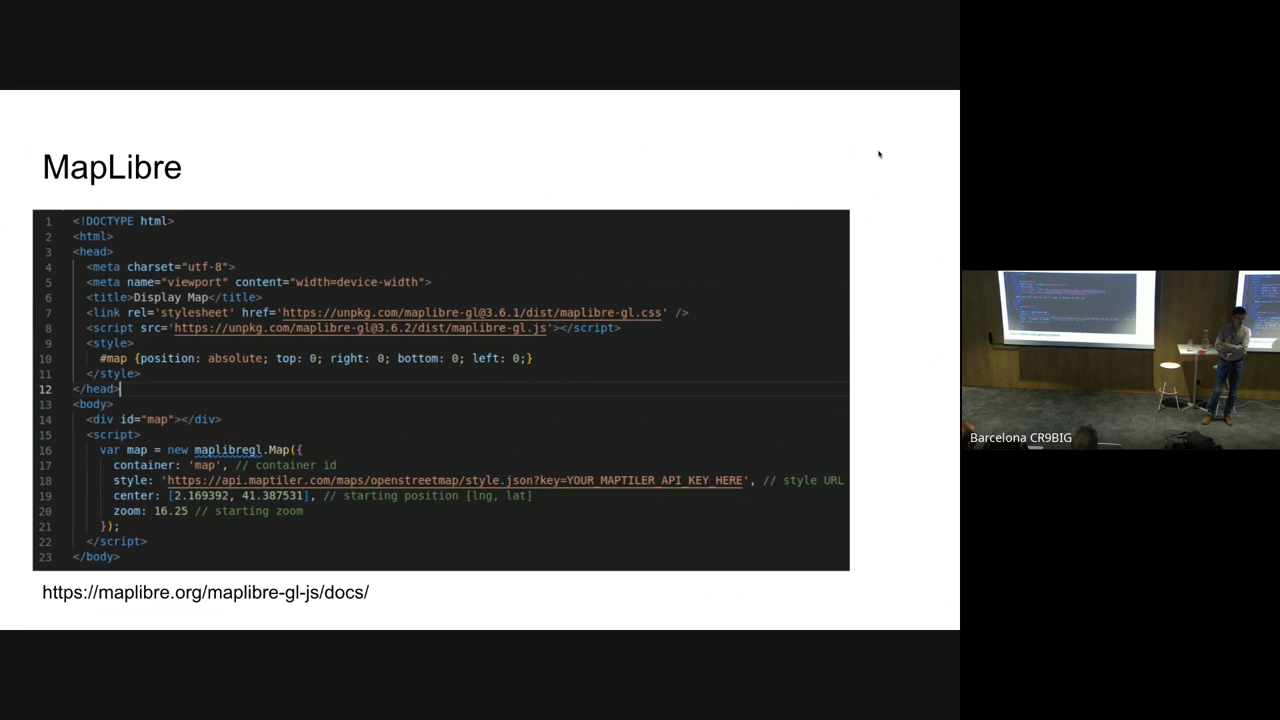 MapLibre
1 <!DOCTYPE html>
2 <html>
3 <head>
4 <meta charset="utf-8">
5 <meta name="viewport" content="width=device-width">
6 <title>Display Map</title>
7 <link rel='stylesheet' href='https://unpkg.com/maplibre-gl@3.6.1/dist/maplibre-gl.css' />
8 <script src='https://unpkg.com/maplibre-gl@3.6.2/dist/maplibre-gl.js'></script>
9 <style>
10 #map {position: absolute; top: 0; right: 0; bottom: 0; left: 0;}
11 </style>
12 </head>
13 <body>
14 <div id="map"></div>
15 <script>
16 var map = new maplibregl.Map({
17 container: 'map', // container id
18 style: 'https://api.maptiler.com/maps/openstreetmap/style.json?key=YOUR_MAPTILER_API_KEY_HERE', // style URL
19 center: [2.169392, 41.387531], // starting position [lng, lat]
20 zoom: 16.25 // starting zoom
21 });
22 </script>
23 </body>
https://maplibre.org/maplibre-gl-js/docs/
Barcelona CR9BIG